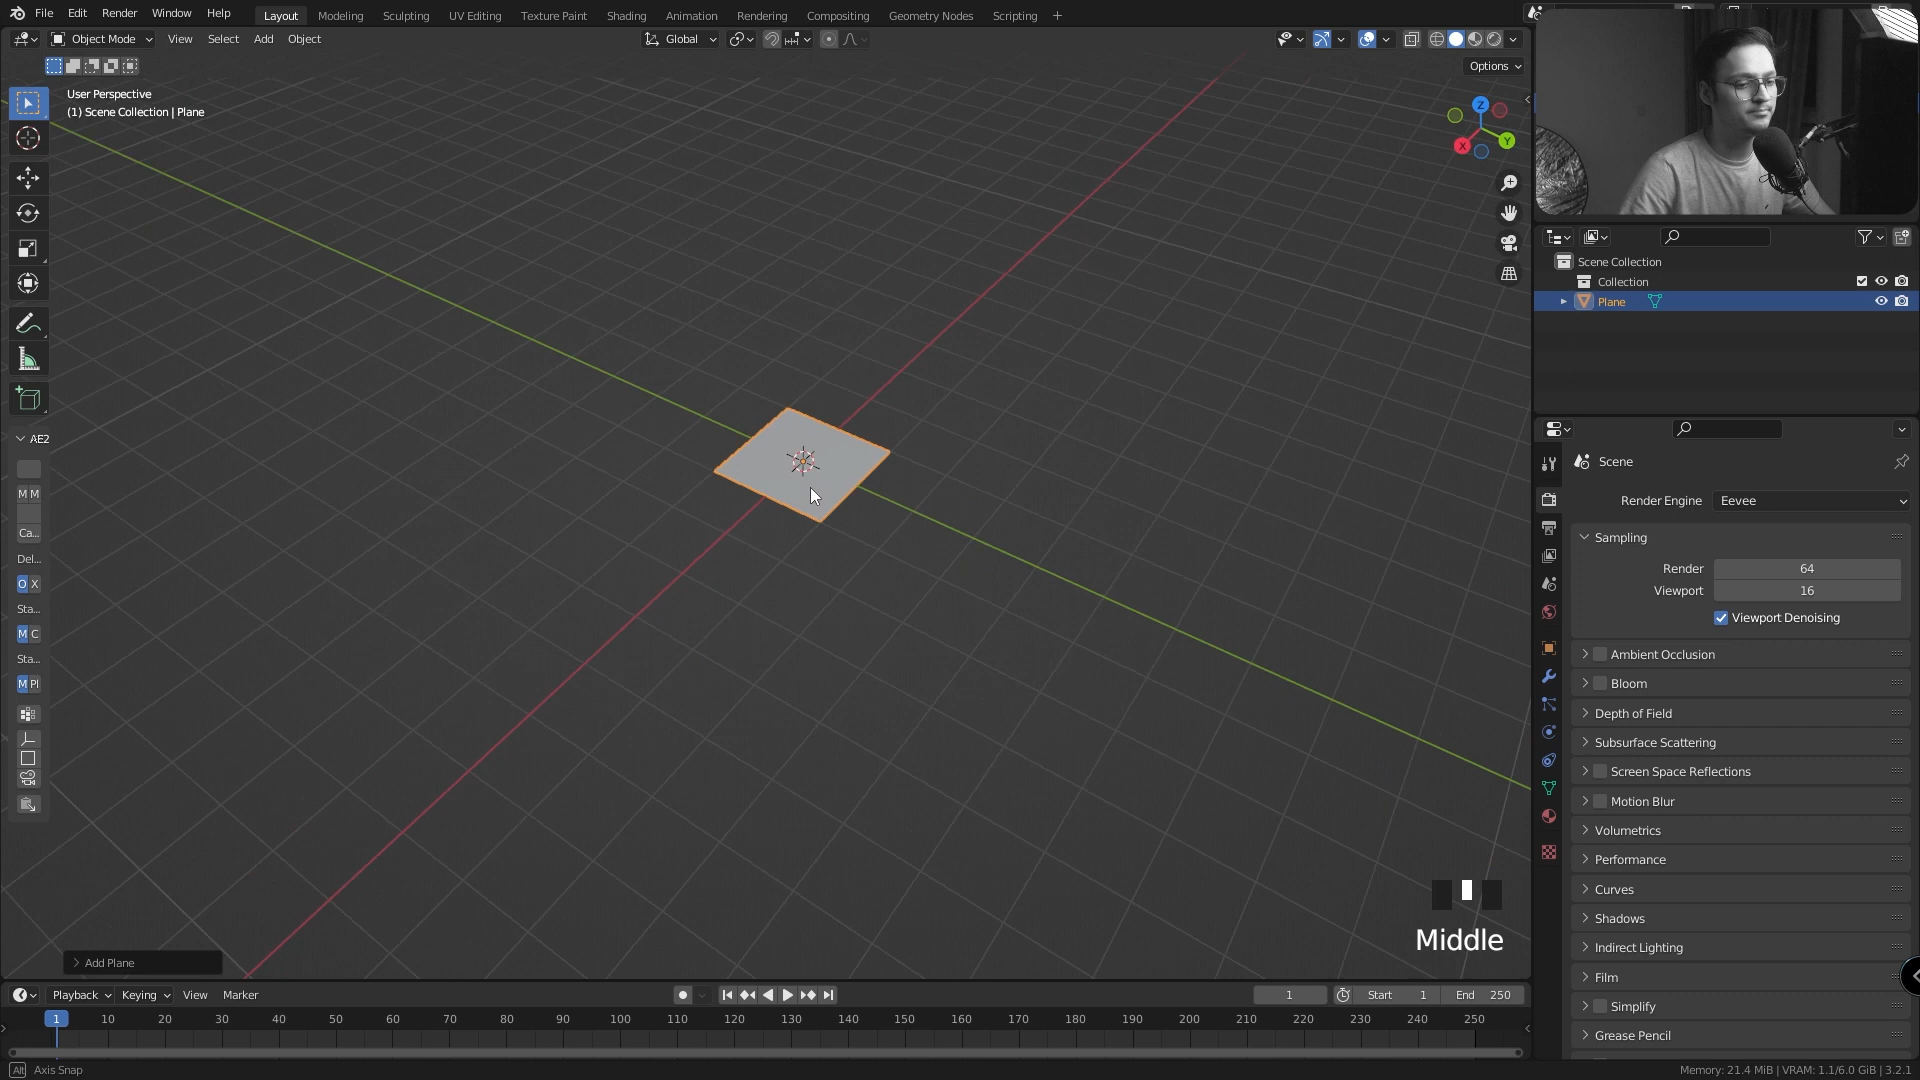 File Edit Render Window Help
Layout Modeling Sculpting UV Editing Texture Paint Shading Animation Rendering Compositing Geometry Nodes Scripting +
Object Mode View Select Add Object
Global
Options
User Perspective
(1) Scene Collection | Plane
Z
Y
X
AE2
M M
Ca...
Del...
O X
Sta...
M C
Sta...
M Pl
Add Plane
Middle
Scene Collection
Collection
Plane
Scene
Render Engine Eevee
Sampling
Render 64
Viewport 16
Viewport Denoising
Ambient Occlusion
Bloom
Depth of Field
Subsurface Scattering
Screen Space Reflections
Motion Blur
Volumetrics
Performance
Curves
Shadows
Indirect Lighting
Film
Simplify
Grease Pencil
Playback Keying View Marker
1 Start 1 End 250
1 10 20 30 40 50 60 70 80 90 100 110 120 130 140 150 160 170 180 190 200 210 220 230 240 250
Alt Axis Snap
Memory: 21.4 MiB | VRAM: 1.1/6.0 GiB | 3.2.1